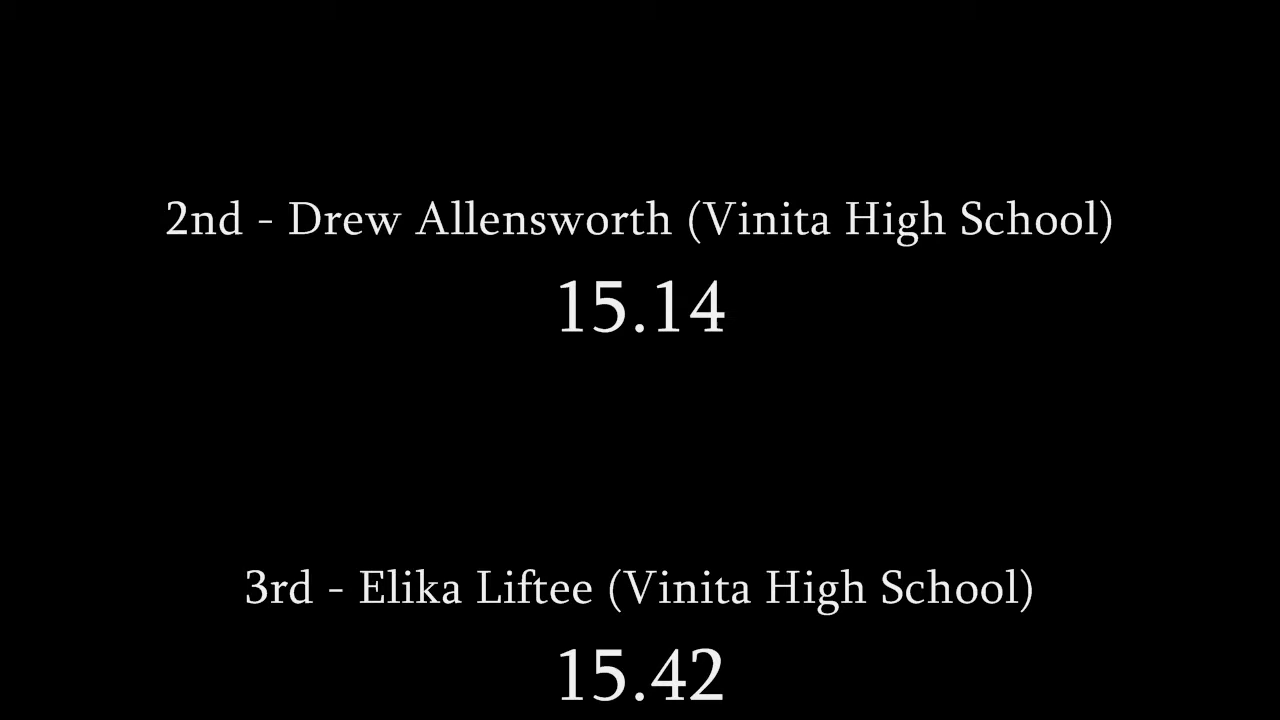 2nd - Drew Allensworth (Vinita High School)
15.14
3rd - Elika Liftee (Vinita High School)
15.42